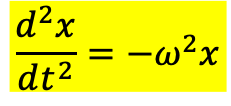 d²x/dt² = −ω²x